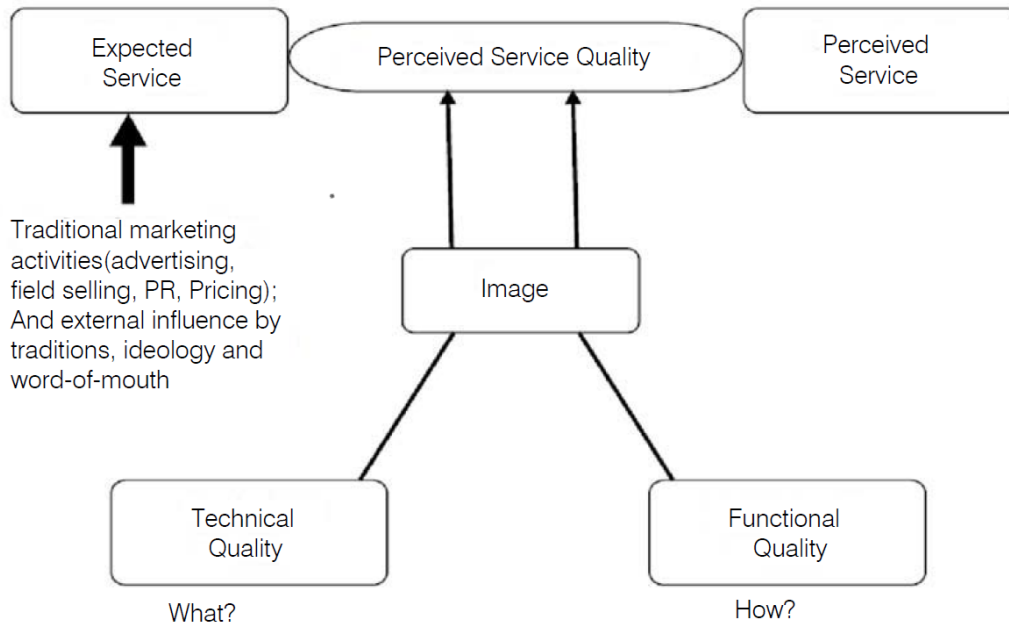 Expected
Service
Perceived Service Quality
Perceived
Service
Traditional marketing
activities(advertising,
field selling, PR, Pricing);
And external influence by
traditions, ideology and
word-of-mouth
Image
Technical
Quality
Functional
Quality
What?
How?